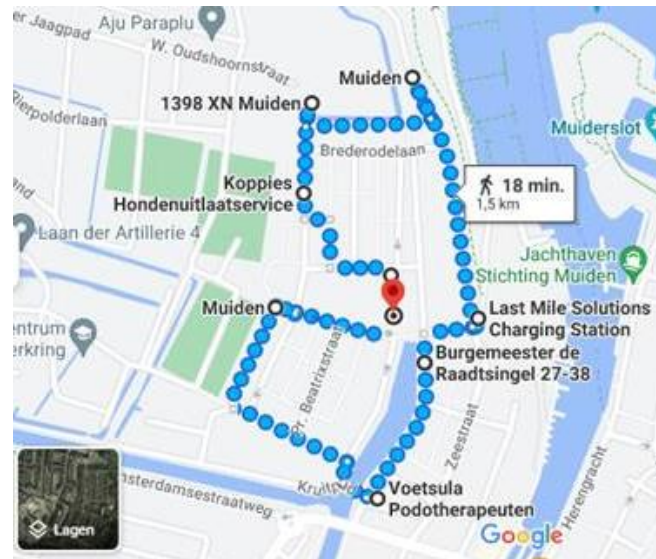 Aju Paraplu
er Jaagpad
W. Oudshoornstraat
Muiden
1398 XN Muiden
Rietpolderlaan
Muiderslot
Brederodelaan
18 min.
1,5 km
Koppies
Hondenuitlaatservice
Laan der Artillerie 4
Jachthaven
Stichting Muiden
Muiden
Last Mile Solutions
Charging Station
entrum
erkring
Burgemeester de
Raadtsingel 27-38
Pr. Beatrixstraat
Zeestraat
Herengracht
msterdamsestraatweg
Voetsula
Podotherapeuten
Lagen
Google